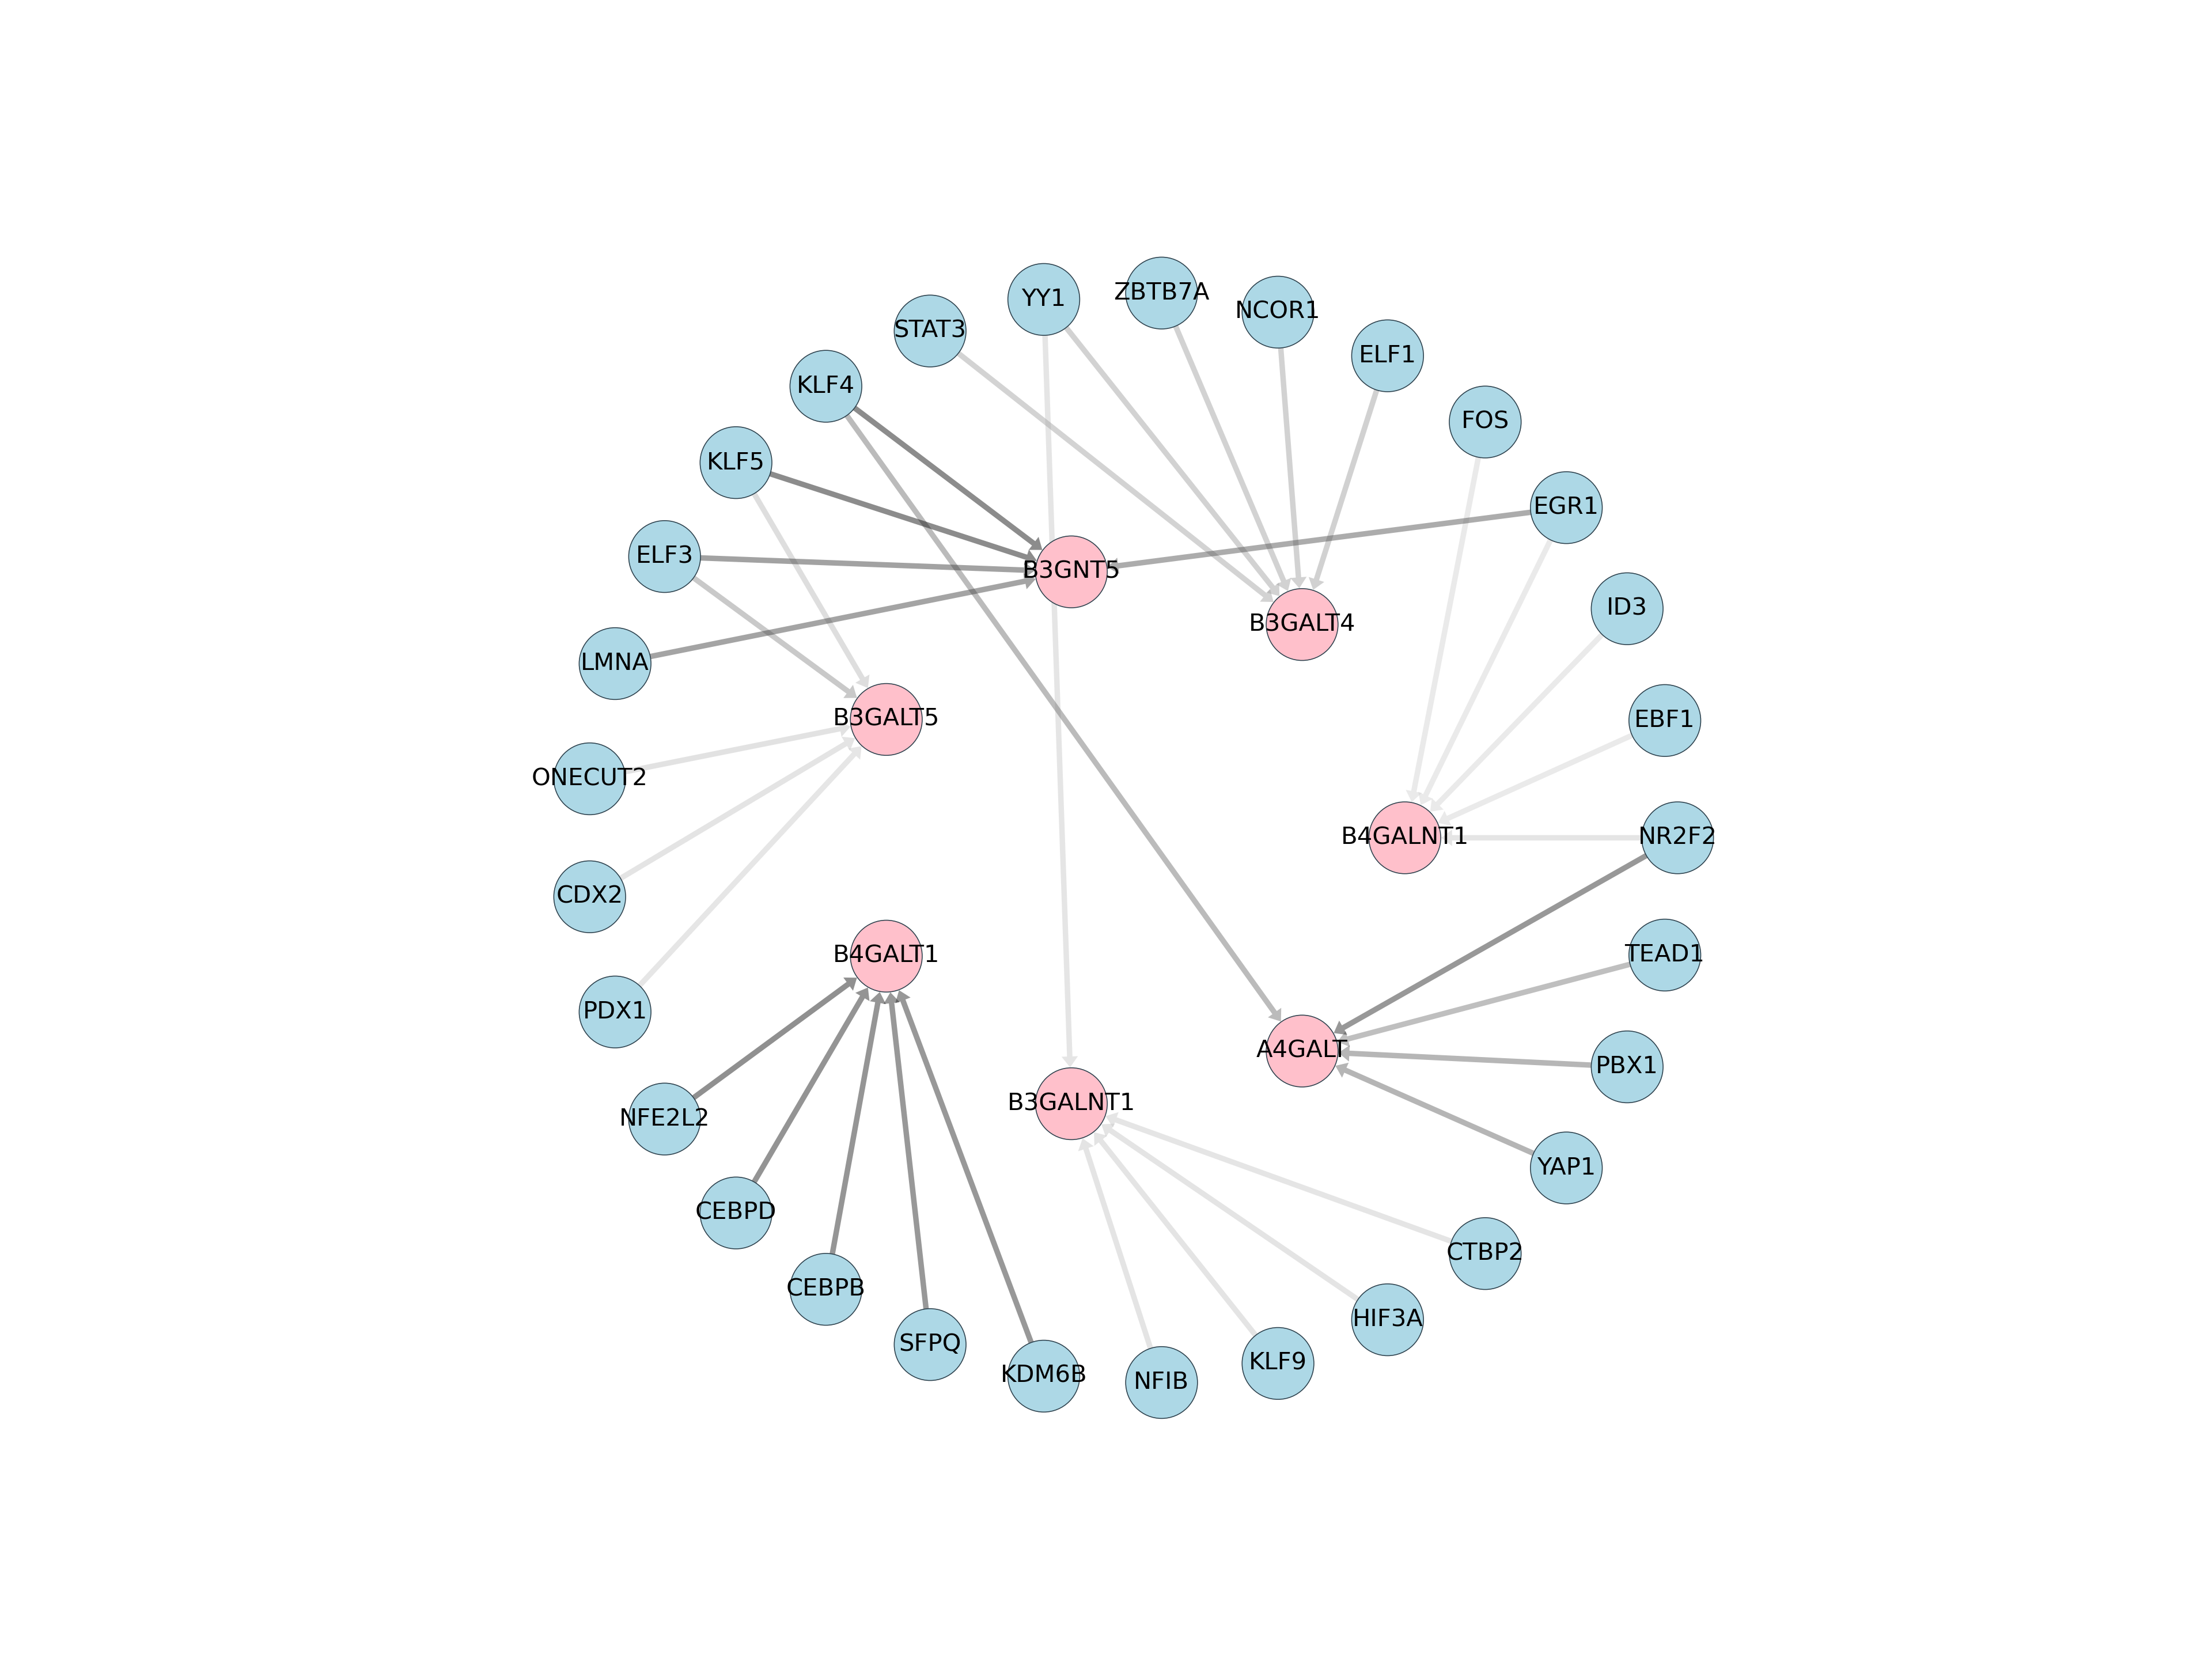 ZBTB7A
YY1
NCOR1
STAT3
ELF1
KLF4
FOS
KLF5
EGR1
ELF3
B3GNT5
ID3
B3GALT4
LMNA
B3GALT5
EBF1
ONECUT2
B4GALNT1
NR2F2
CDX2
B4GALT1
TEAD1
PDX1
A4GALT
PBX1
B3GALNT1
NFE2L2
YAP1
CEBPD
CTBP2
CEBPB
HIF3A
SFPQ
KLF9
KDM6B
NFIB